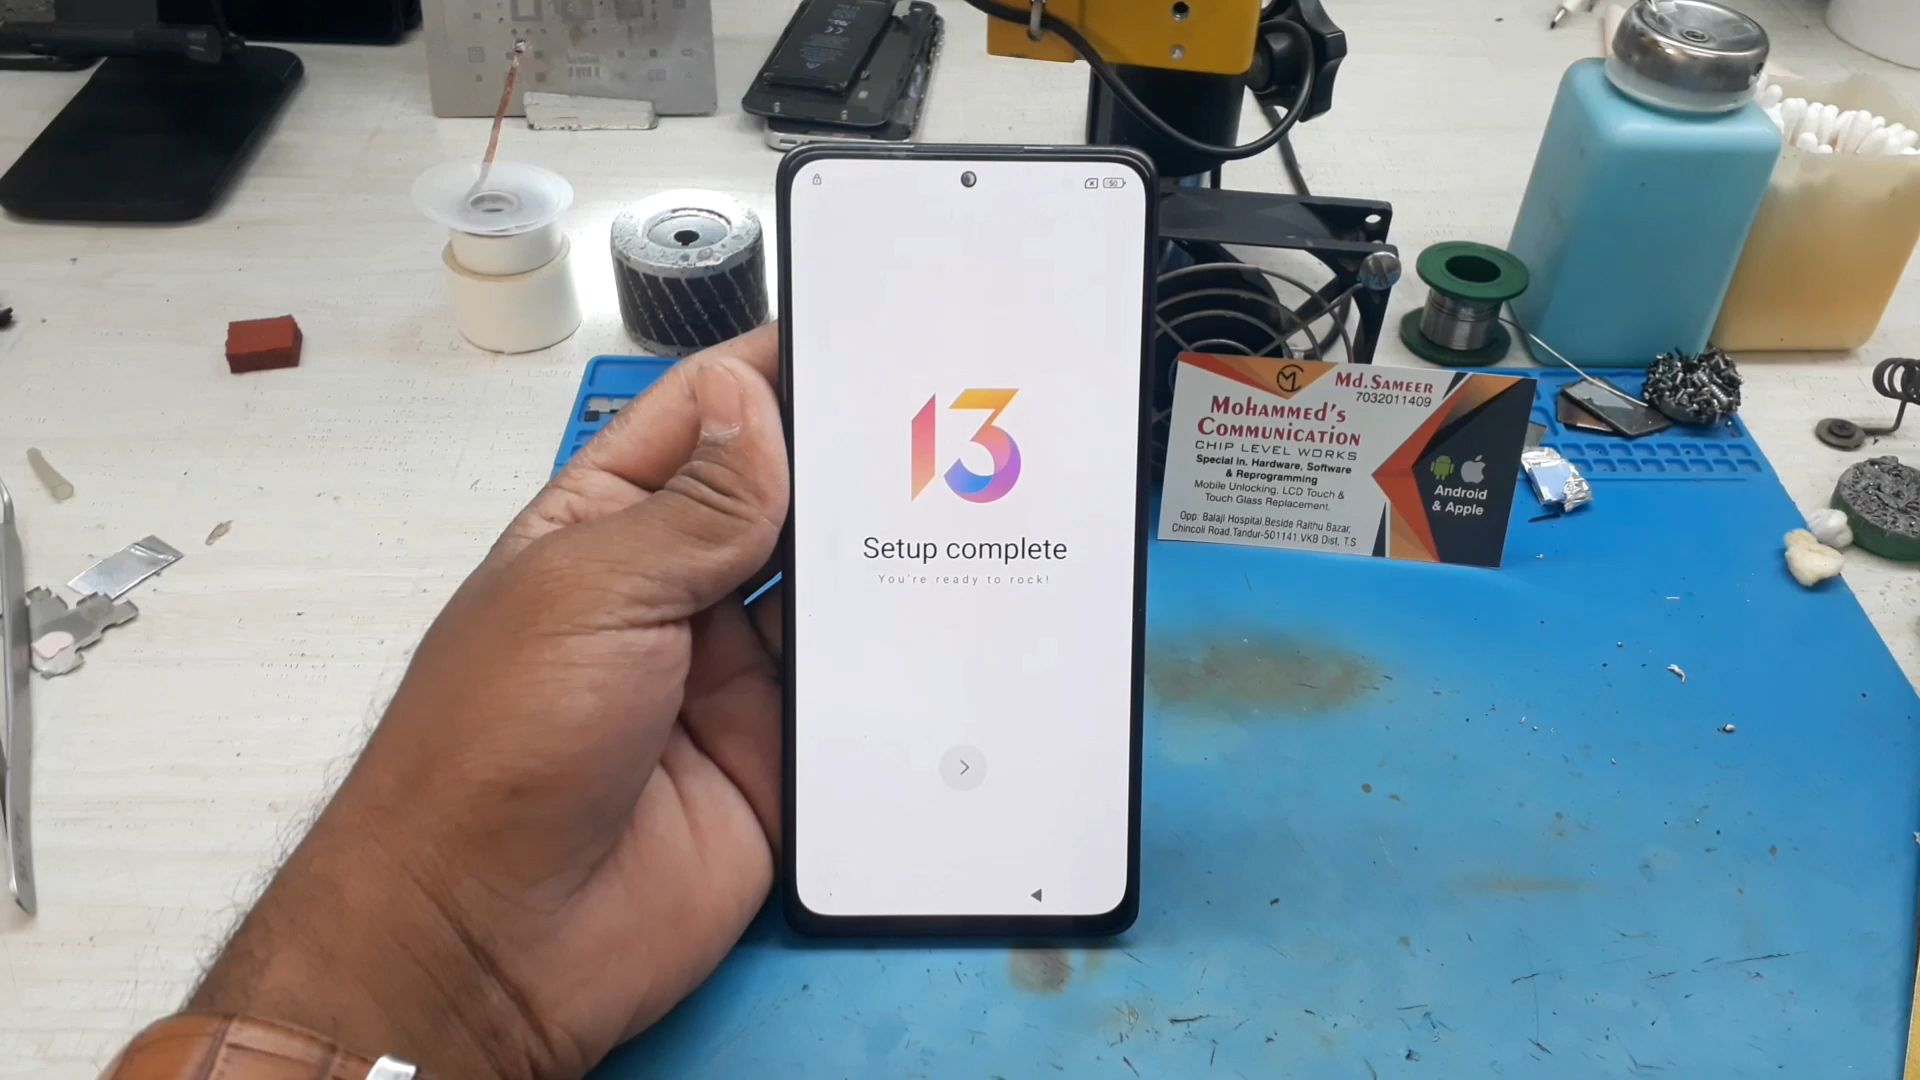 50
13
Setup complete
You're ready to rock!
Md.Sameer
7032011409
Mohammed's
Communication
CHIP LEVEL WORKS
Special in. Hardware, Software
& Reprogramming
Mobile Unlocking, LCD Touch &
Touch Glass Replacement.
Opp: Balaji Hospital,Beside Raithu Bazar,
Chincoli Road,Tandur-501141.VKB Dist, T.S
Android
& Apple